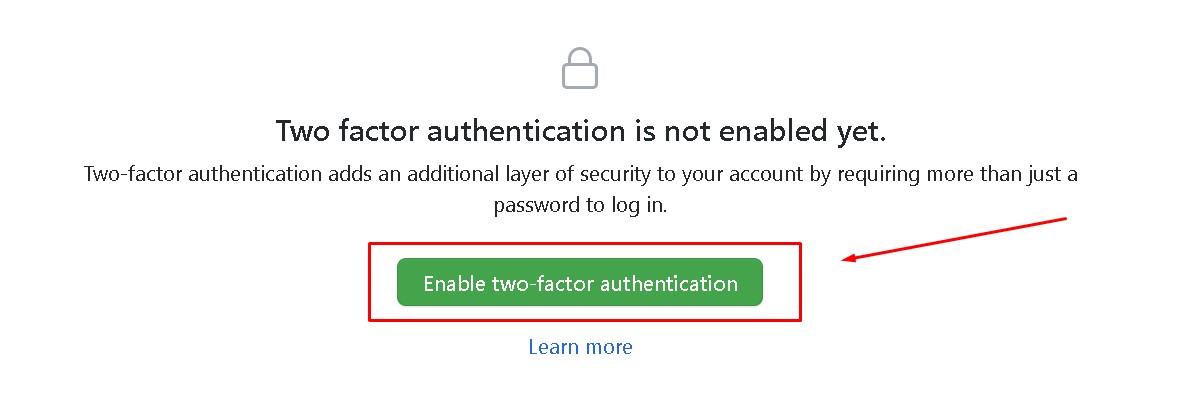 Two factor authentication is not enabled yet.
Two-factor authentication adds an additional layer of security to your account by requiring more than just a
password to log in.
Enable two-factor authentication
Learn more